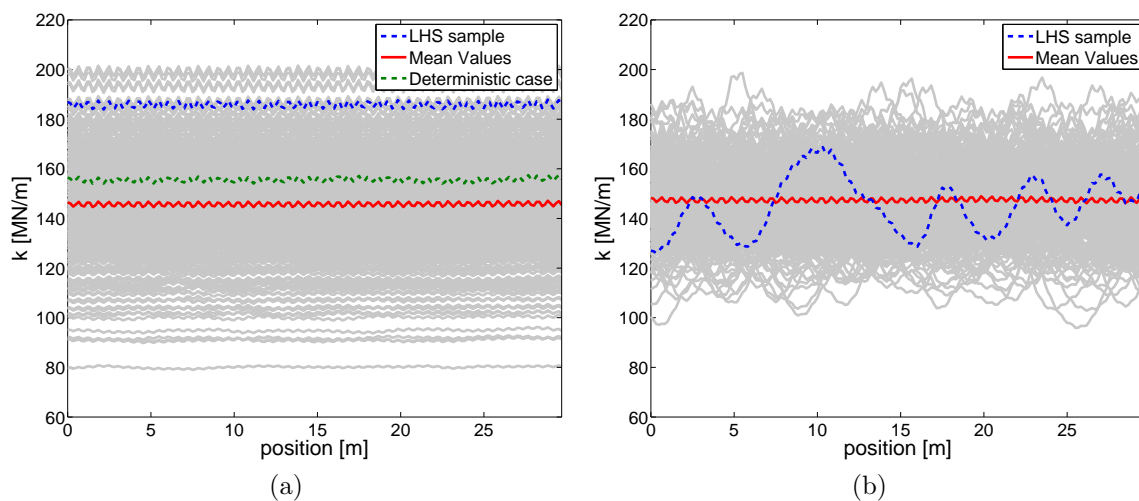 220
200
180
160
140
120
100
80
60
k [MN/m]
0 5 10 15 20 25
position [m]
LHS sample
Mean Values
Deterministic case
(a)
220
200
180
160
140
120
100
80
60
k [MN/m]
0 5 10 15 20 25
position [m]
LHS sample
Mean Values
(b)